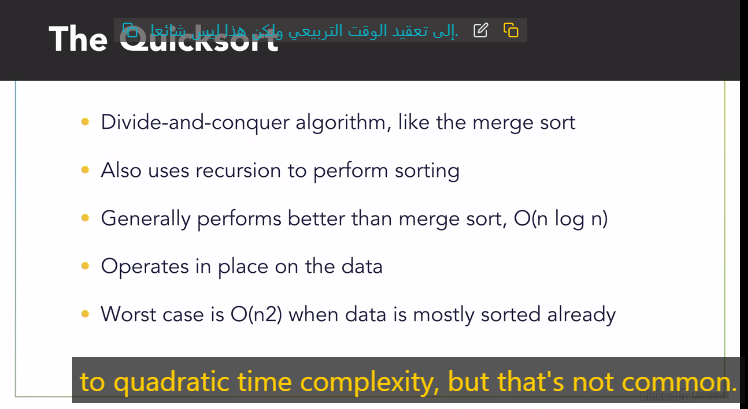 The Quicksort
إلى تعقيد الوقت التربيعي ولكن هذا ليس شائعا.
Divide-and-conquer algorithm, like the merge sort
Also uses recursion to perform sorting
Generally performs better than merge sort, O(n log n)
Operates in place on the data
Worst case is O(n2) when data is mostly sorted already
to quadratic time complexity, but that's not common.